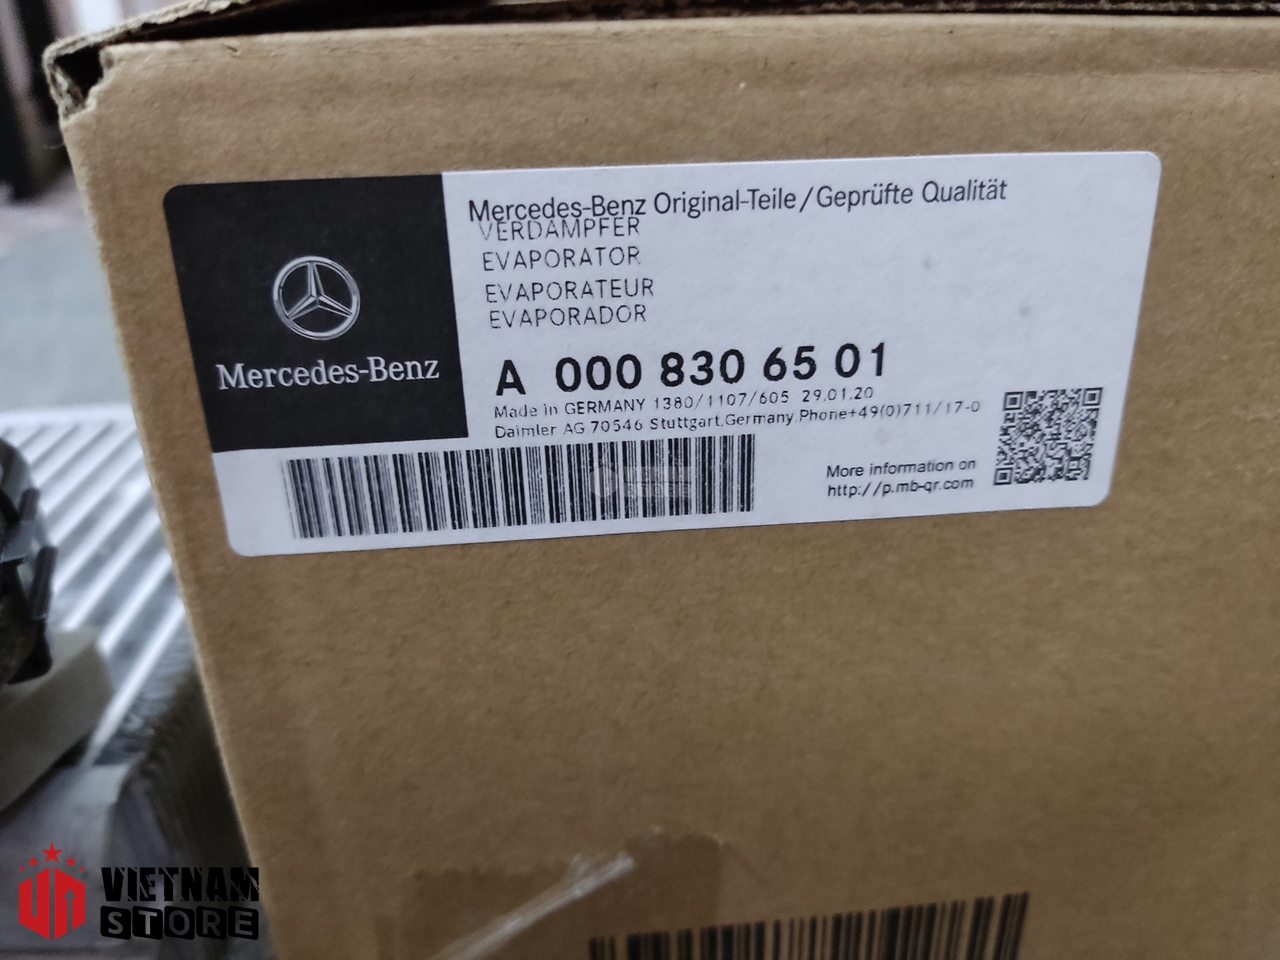 Mercedes-Benz Original-Teile/Geprüfte Qualität
VERDAMPFER
EVAPORATOR
EVAPORATEUR
EVAPORADOR
Mercedes-Benz
A 000 830 65 01
Made in GERMANY 1380/1107/605 29.01.20
Daimler AG 70546 Stuttgart,Germany,Phone+49(0)711/17-0
More information on
http://p.mb-qr.com
VIETNAM
STORE